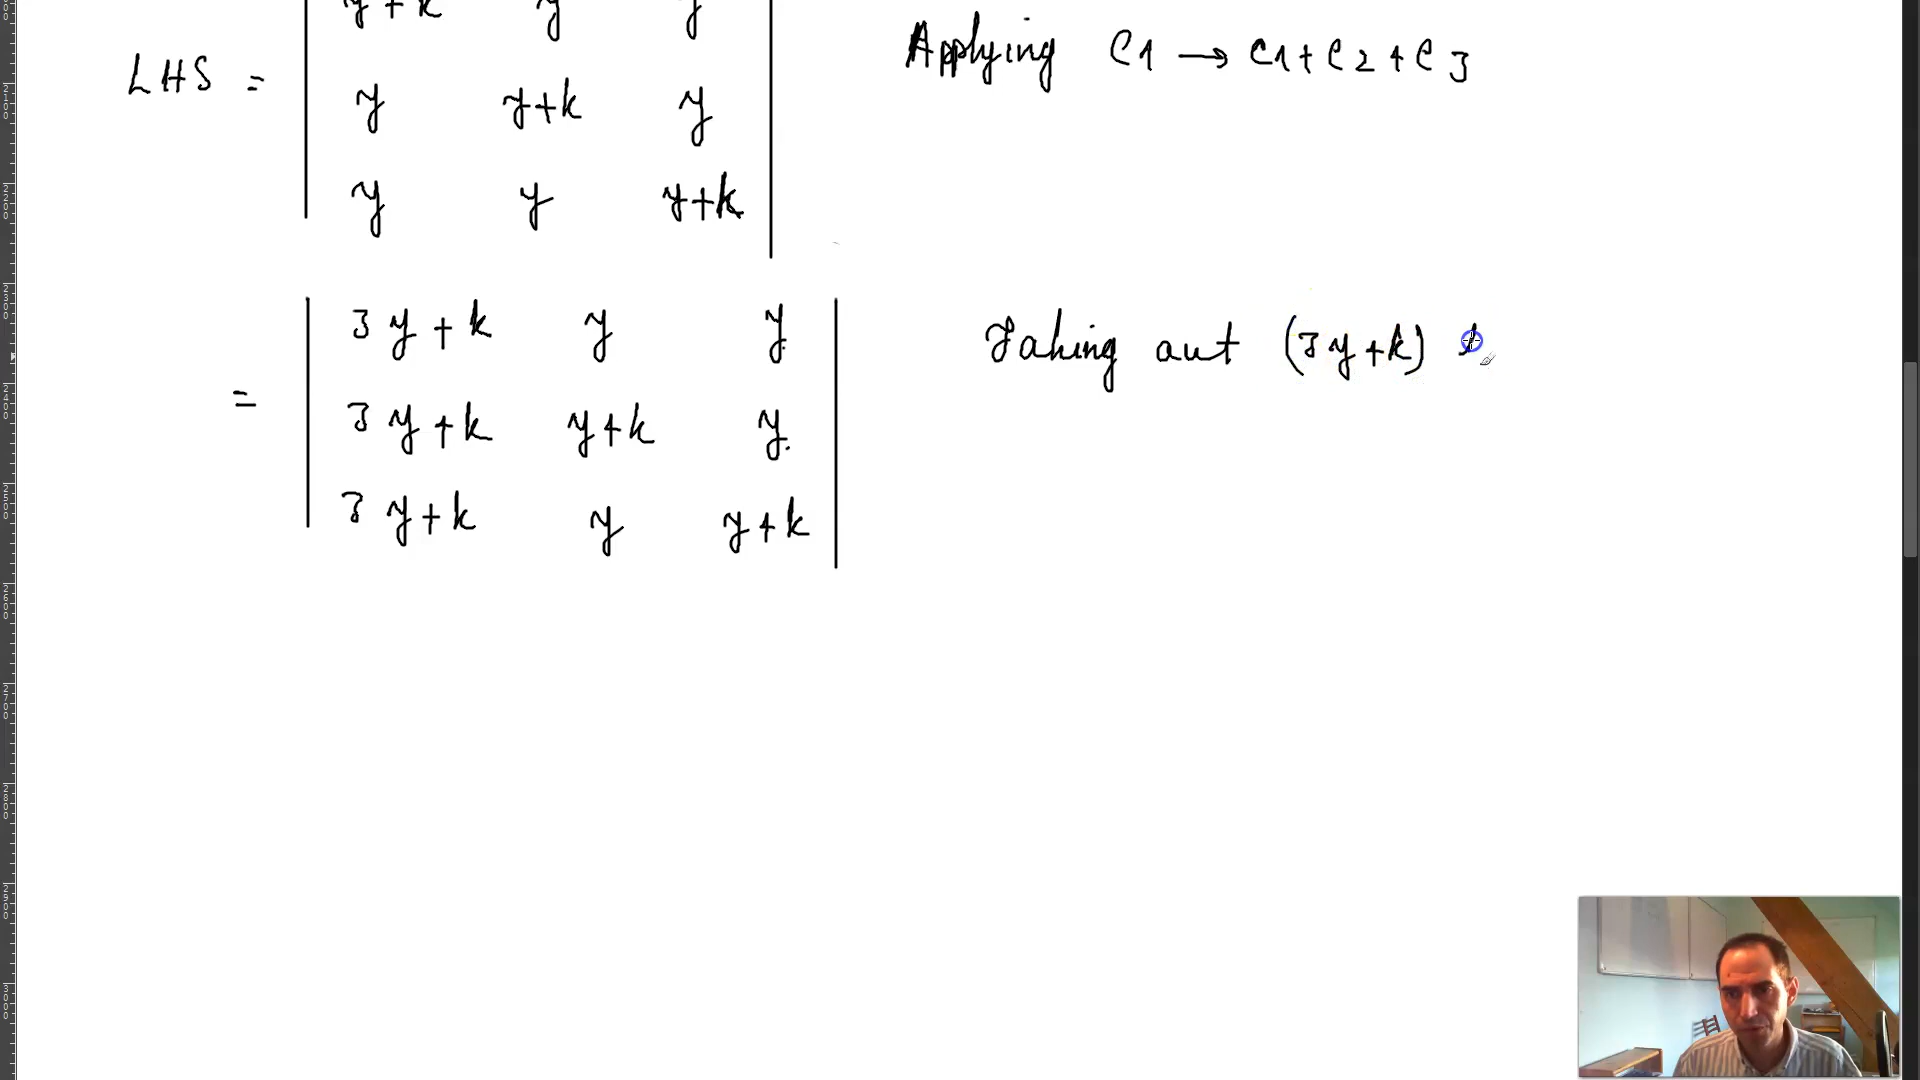 y+k y y
LHS =
y y+k y
y y y+k
Applying C1 → C1+C2+C3
3y+k y y
=
3y+k y+k y
3y+k y y+k
Taking out (3y+k)